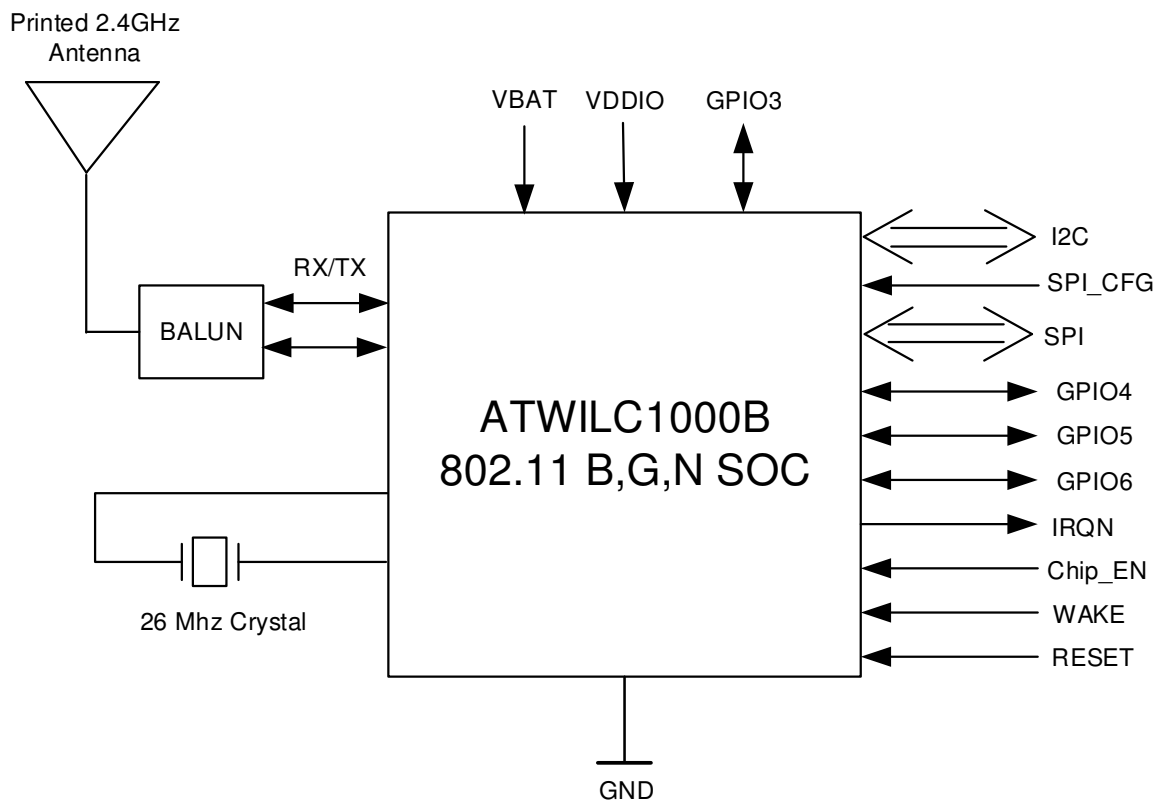 Printed 2.4GHz
Antenna
VBAT
VDDIO
GPIO3
RX/TX
BALUN
ATWILC1000B
802.11 B,G,N SOC
26 Mhz Crystal
I2C
SPI_CFG
SPI
GPIO4
GPIO5
GPIO6
IRQN
Chip_EN
WAKE
RESET
GND